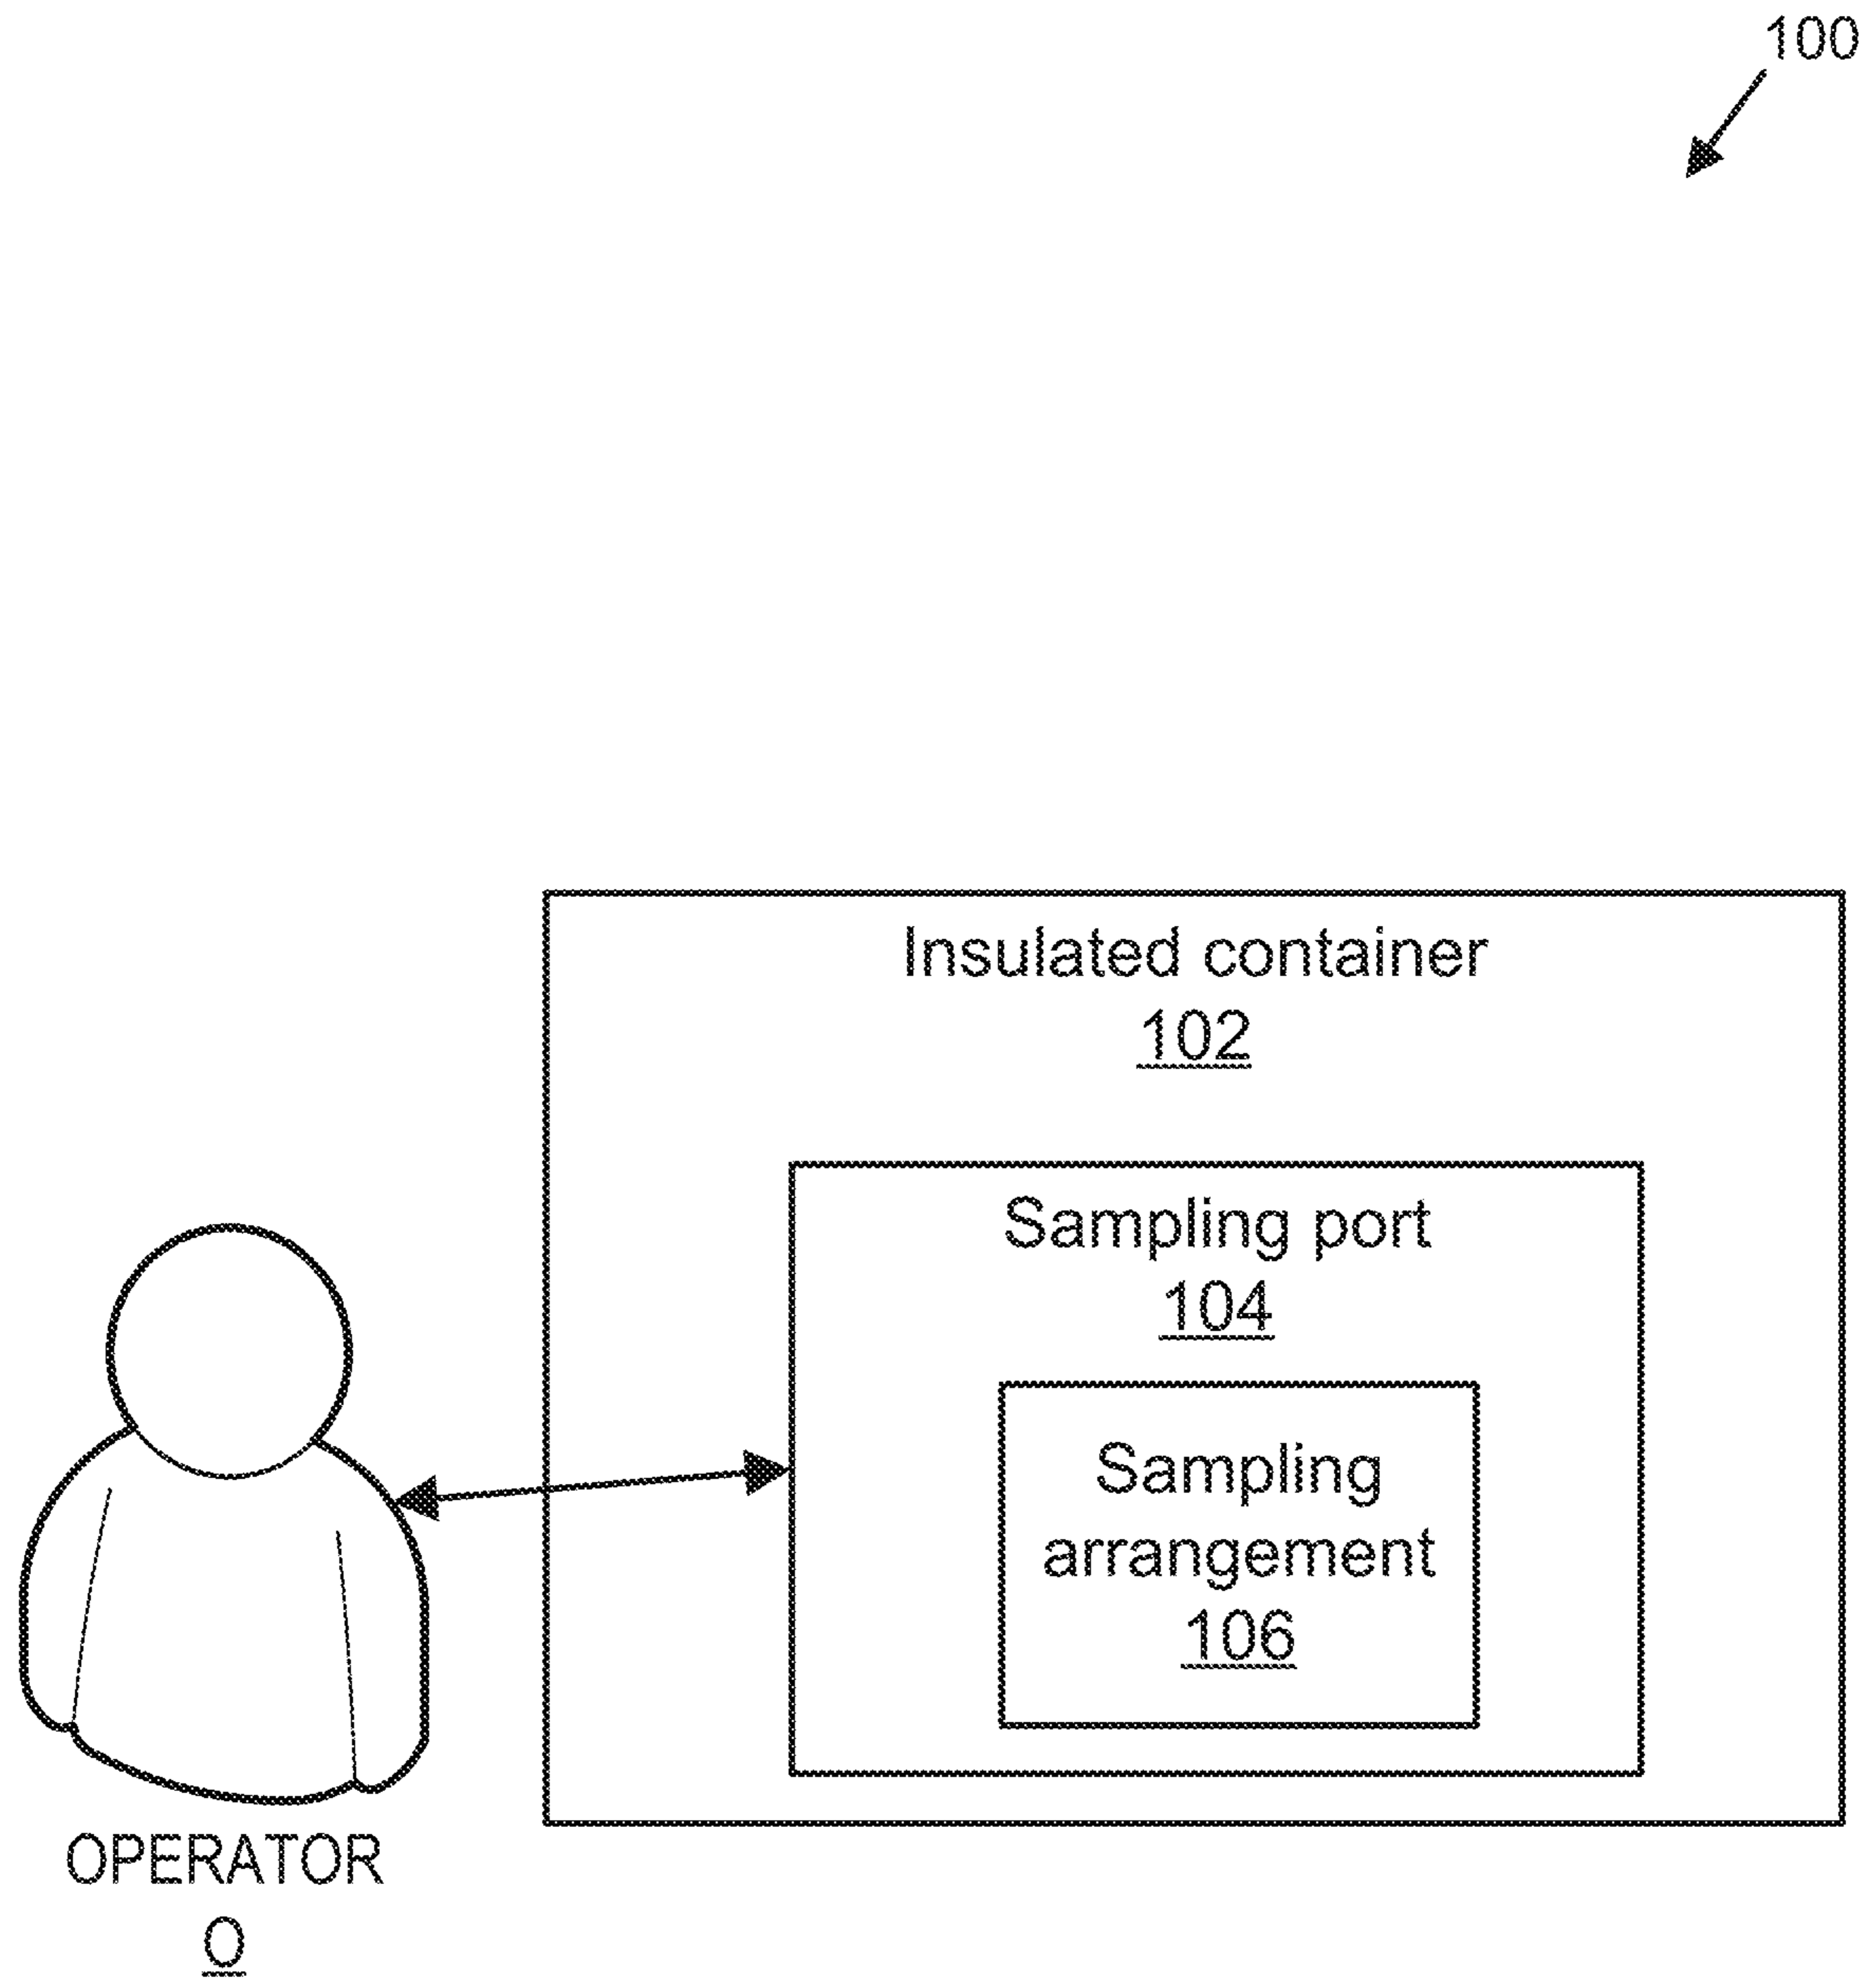 100
Insulated container
102
Sampling port
104
Sampling
arrangement
106
OPERATOR
O